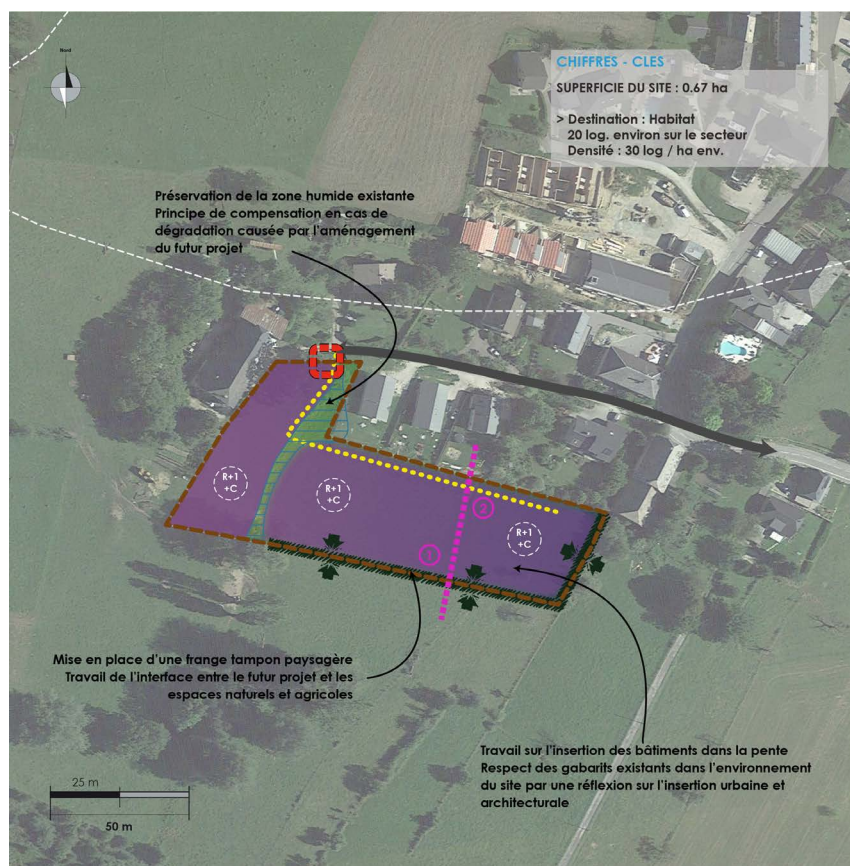 Nord
CHIFFRES - CLES
SUPERFICIE DU SITE : 0.67 ha
> Destination : Habitat
20 log. environ sur le secteur
Densité : 30 log / ha env.
Préservation de la zone humide existante
Principe de compensation en cas de
dégradation causée par l'aménagement
du futur projet
R+1
+C
R+1
+C
2
R+1
+C
1
Mise en place d'une frange tampon paysagère
Travail de l'interface entre le futur projet et les
espaces naturels et agricoles
Travail sur l'insertion des bâtiments dans la pente
Respect des gabarits existants dans l'environnement
du site par une réflexion sur l'insertion urbaine et
architecturale
25 m
50 m